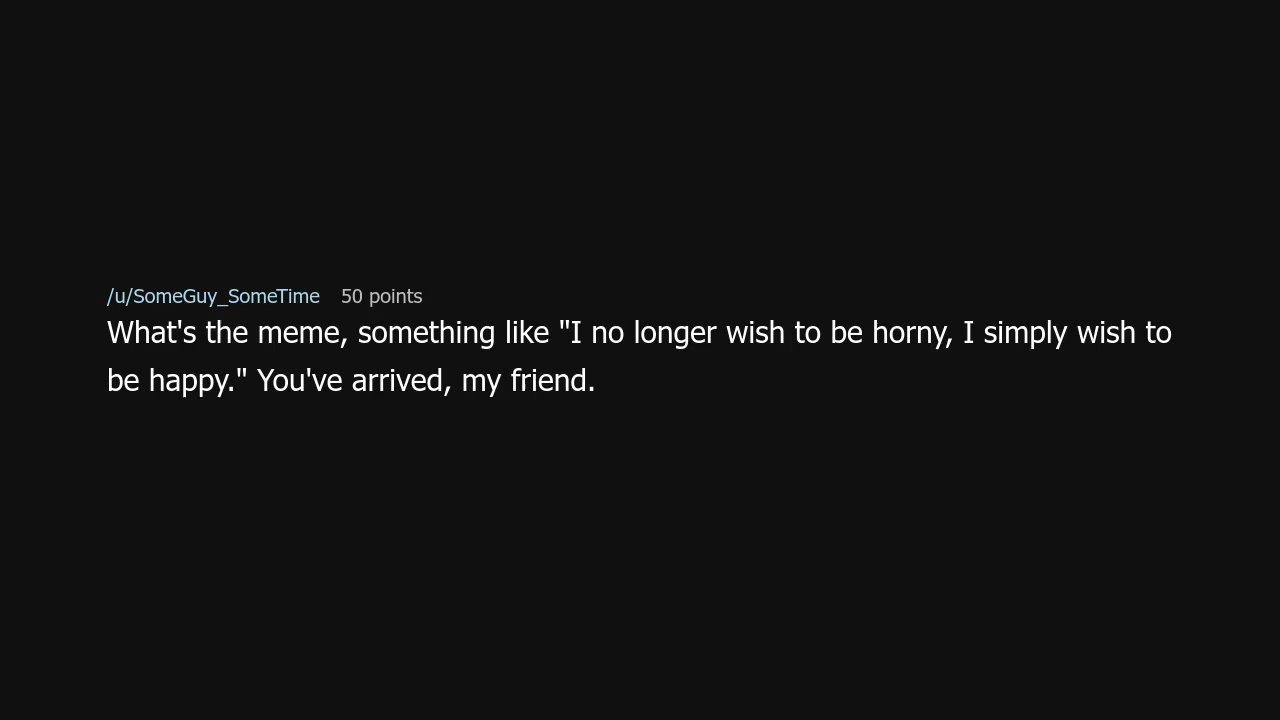 /u/SomeGuy_SomeTime 50 points
What's the meme, something like "I no longer wish to be horny, I simply wish to
be happy." You've arrived, my friend.